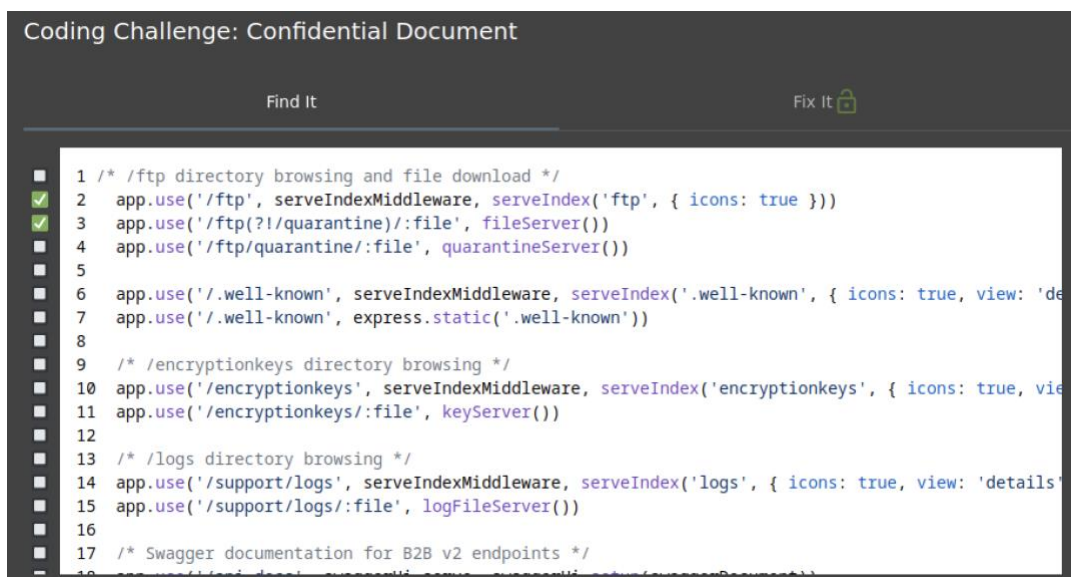 Coding Challenge: Confidential Document
Find It
Fix It
1 /* /ftp directory browsing and file download */
2 app.use('/ftp', serveIndexMiddleware, serveIndex('ftp', { icons: true }))
3 app.use('/ftp(?!/quarantine)/:file', fileServer())
4 app.use('/ftp/quarantine/:file', quarantineServer())
5
6 app.use('/.well-known', serveIndexMiddleware, serveIndex('.well-known', { icons: true, view: 'de
7 app.use('/.well-known', express.static('.well-known'))
8
9 /* /encryptionkeys directory browsing */
10 app.use('/encryptionkeys', serveIndexMiddleware, serveIndex('encryptionkeys', { icons: true, vie
11 app.use('/encryptionkeys/:file', keyServer())
12
13 /* /logs directory browsing */
14 app.use('/support/logs', serveIndexMiddleware, serveIndex('logs', { icons: true, view: 'details'
15 app.use('/support/logs/:file', logFileServer())
16
17 /* Swagger documentation for B2B v2 endpoints */